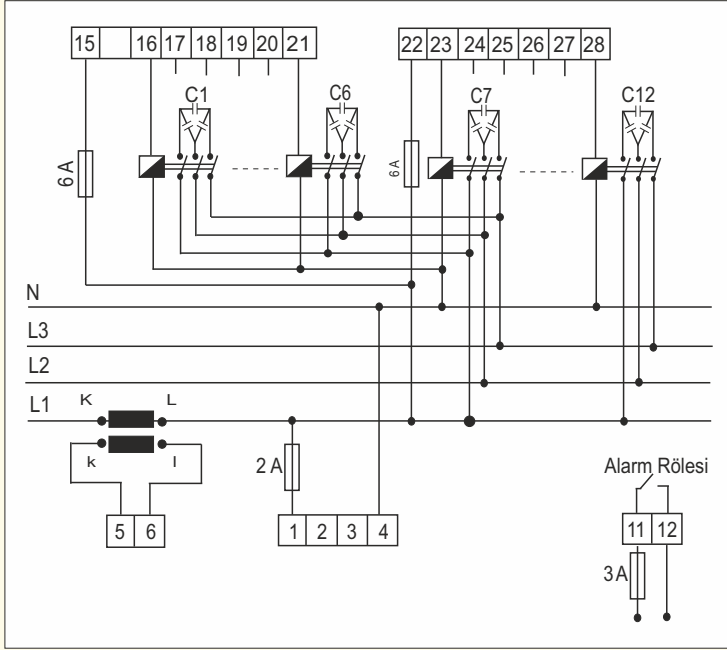 15 16 17 18 19 20 21 22 23 24 25 26 27 28
C1 C6 C7 C12
6 A 6 A
N
L3
L2
L1 K L
k l
2 A
Alarm Rölesi
5 6 1 2 3 4 11 12
3 A